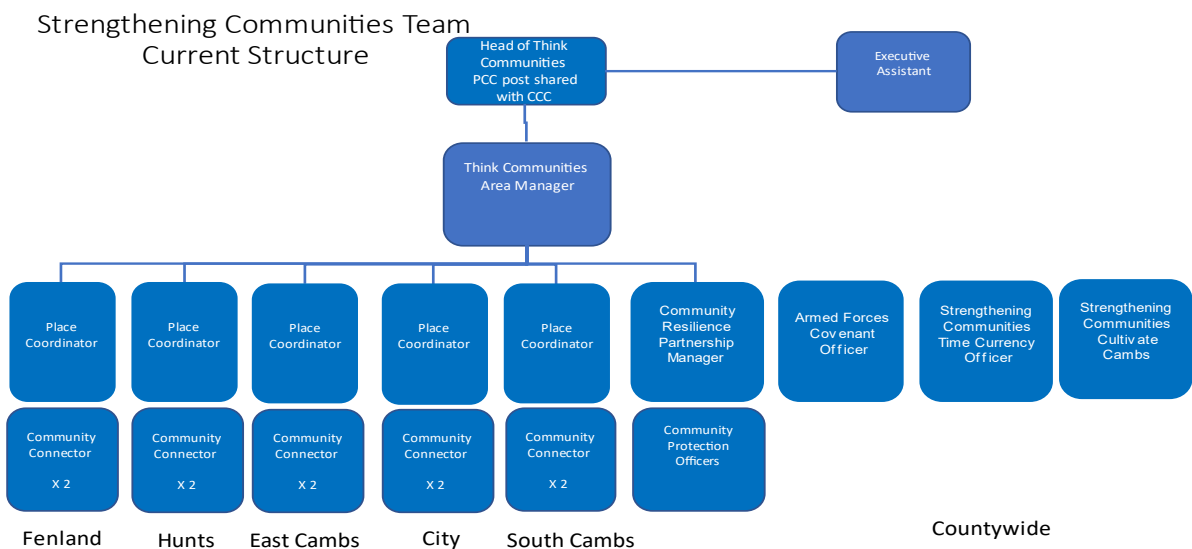 Strengthening Communities Team
Current Structure
Head of Think
Communities
PCC post shared
with CCC
Executive
Assistant
Think Communities
Area Manager
Place
Coordinator
Place
Coordinator
Place
Coordinator
Place
Coordinator
Place
Coordinator
Community
Resilience
Partnership
Manager
Armed Forces
Covenant
Officer
Strengthening
Communities
Time Currency
Officer
Strengthening
Communities
Cultivate
Cambs
Community
Connector
X 2
Community
Connector
X 2
Community
Connector
X 2
Community
Connector
X 2
Community
Connector
X 2
Community
Protection
Officers
Fenland
Hunts
East Cambs
City
South Cambs
Countywide